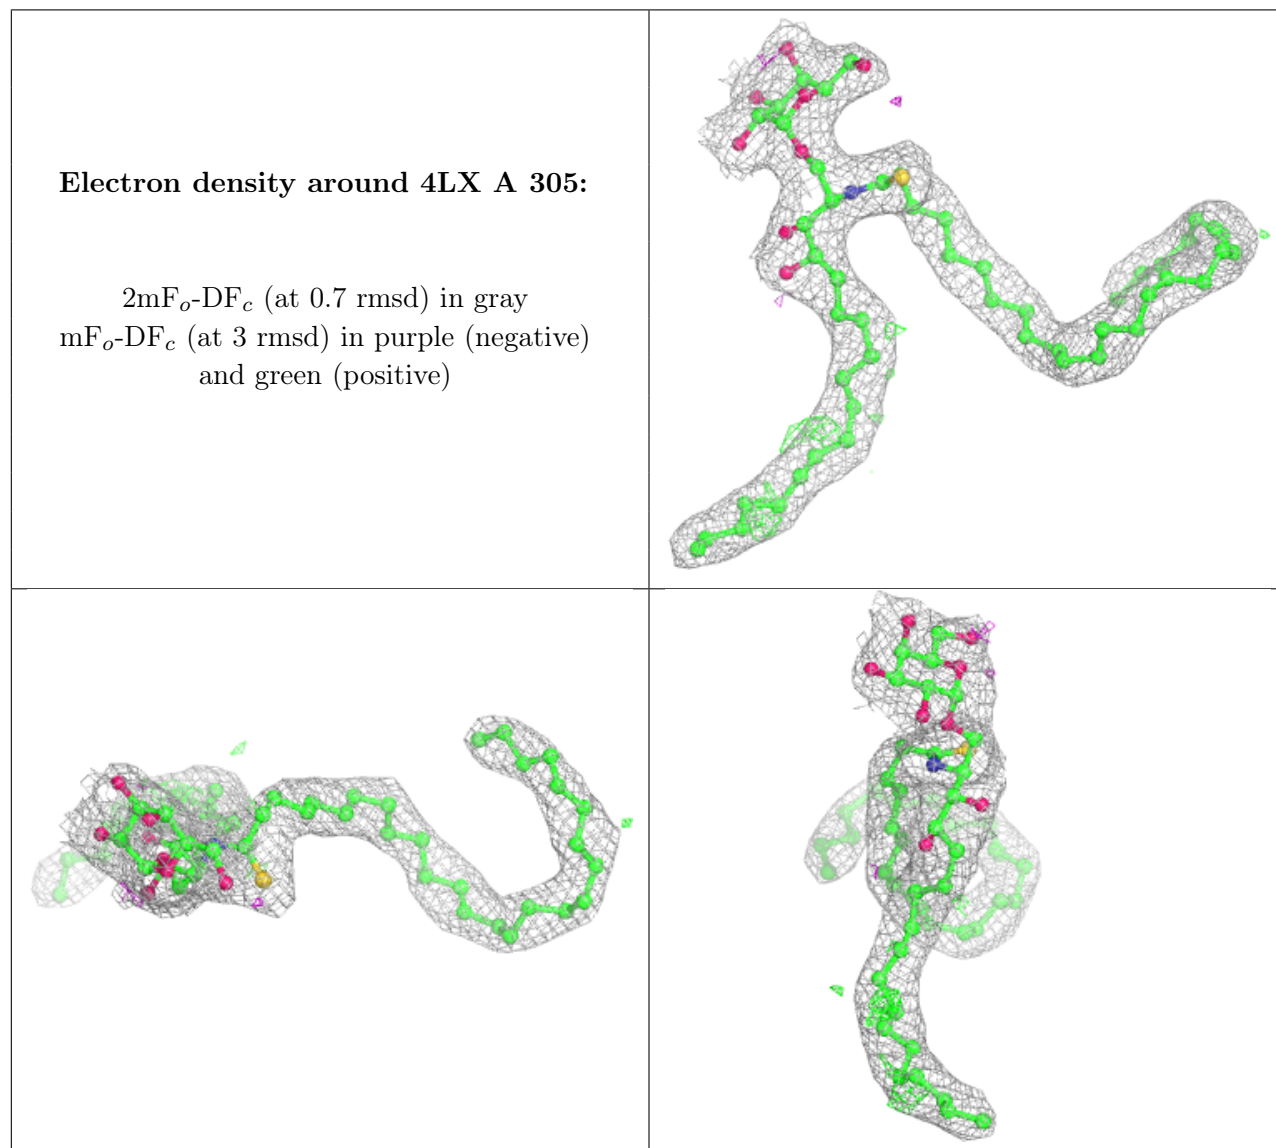 Electron density around 4LX A 305:
2mFₒ-DF𝒸 (at 0.7 rmsd) in gray
mFₒ-DF𝒸 (at 3 rmsd) in purple (negative)
and green (positive)